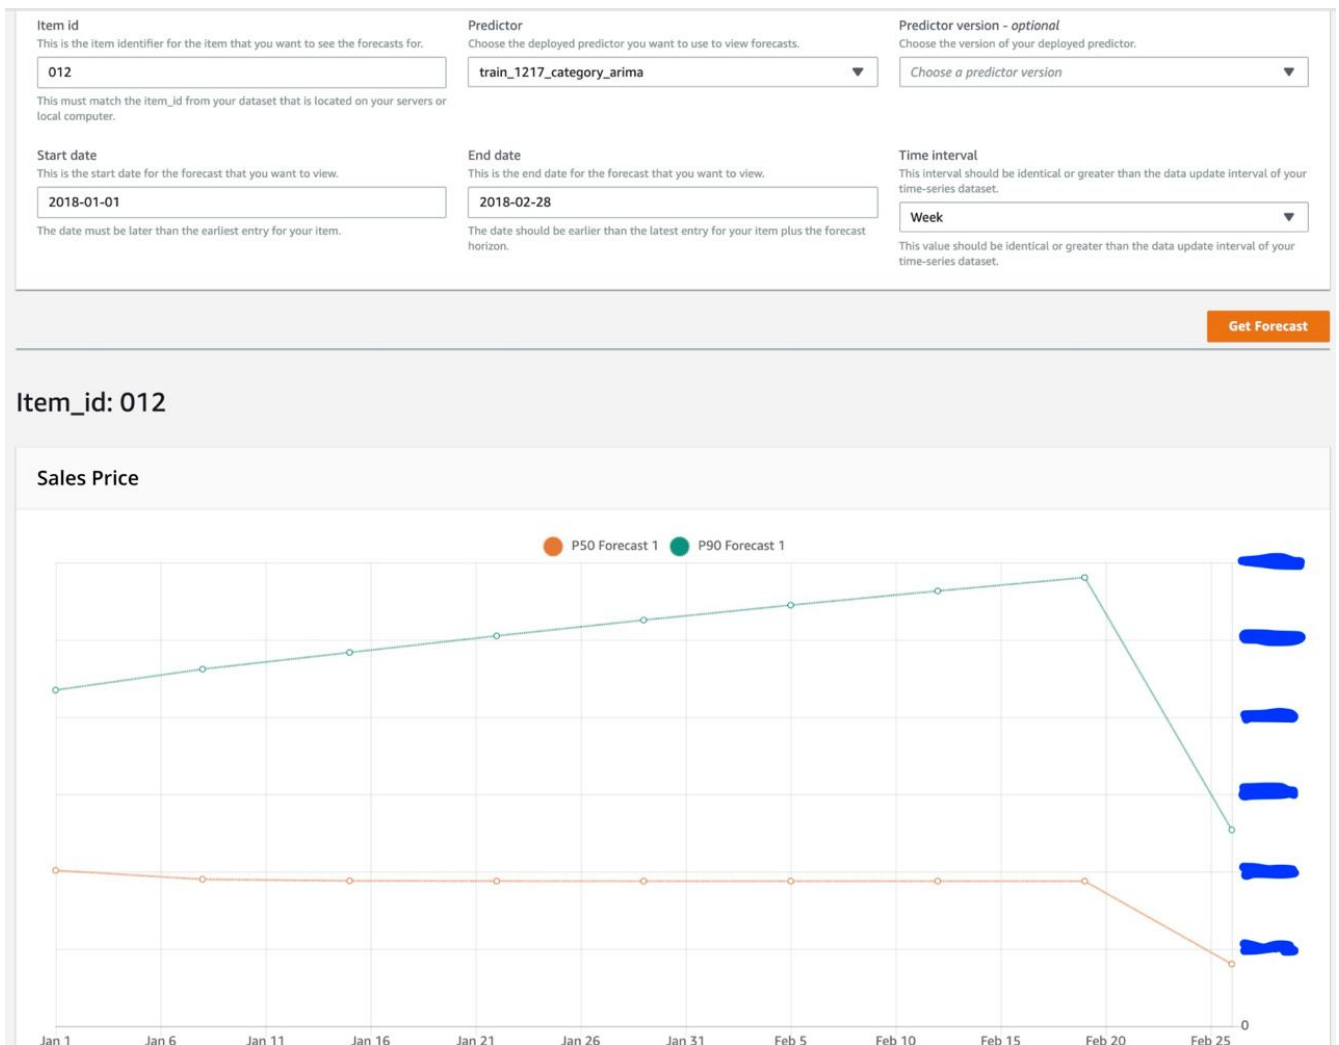 Item id
This is the item identifier for the item that you want to see the forecasts for.
012
This must match the item_id from your dataset that is located on your servers or
local computer.
Predictor
Choose the deployed predictor you want to use to view forecasts.
train_1217_category_arima
Predictor version - optional
Choose the version of your deployed predictor.
Choose a predictor version
Start date
This is the start date for the forecast that you want to view.
2018-01-01
The date must be later than the earliest entry for your item.
End date
This is the end date for the forecast that you want to view.
2018-02-28
The date should be earlier than the latest entry for your item plus the forecast
horizon.
Time interval
This interval should be identical or greater than the data update interval of your
time-series dataset.
Week
This value should be identical or greater than the data update interval of your
time-series dataset.
Get Forecast
Item_id: 012
Sales Price
P50 Forecast 1 P90 Forecast 1
0
Jan 1 Jan 6 Jan 11 Jan 16 Jan 21 Jan 26 Jan 31 Feb 5 Feb 10 Feb 15 Feb 20 Feb 25